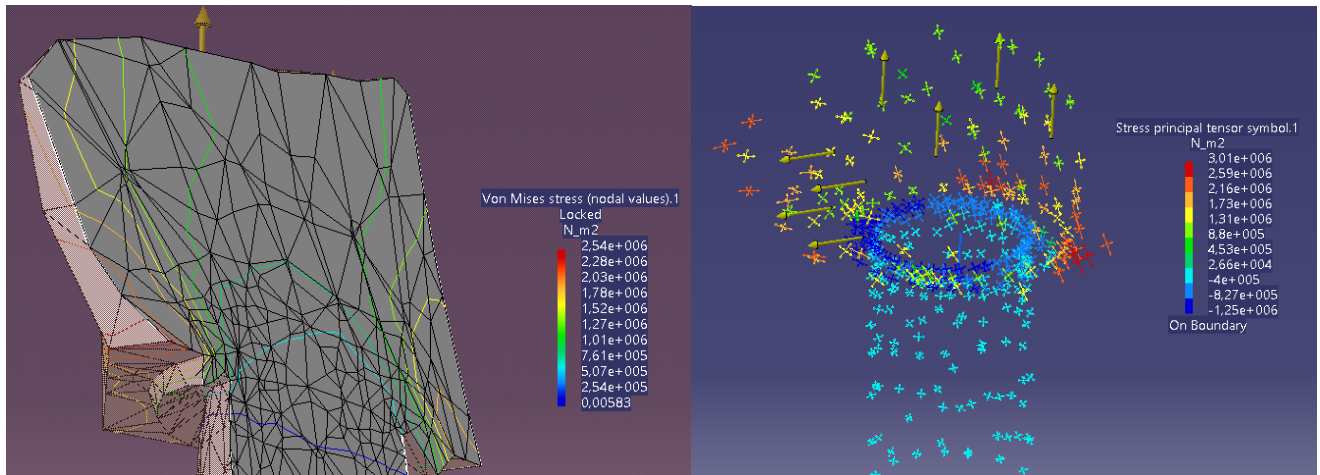 Von Mises stress (nodal values).1
Locked
N_m2
2,54e+006
2,28e+006
2,03e+006
1,78e+006
1,52e+006
1,27e+006
1,01e+006
7,61e+005
5,07e+005
2,54e+005
0,00583
Stress principal tensor symbol.1
N_m2
3,01e+006
2,59e+006
2,16e+006
1,73e+006
1,31e+006
8,8e+005
4,53e+005
2,66e+004
-4e+005
-8,27e+005
-1,25e+006
On Boundary